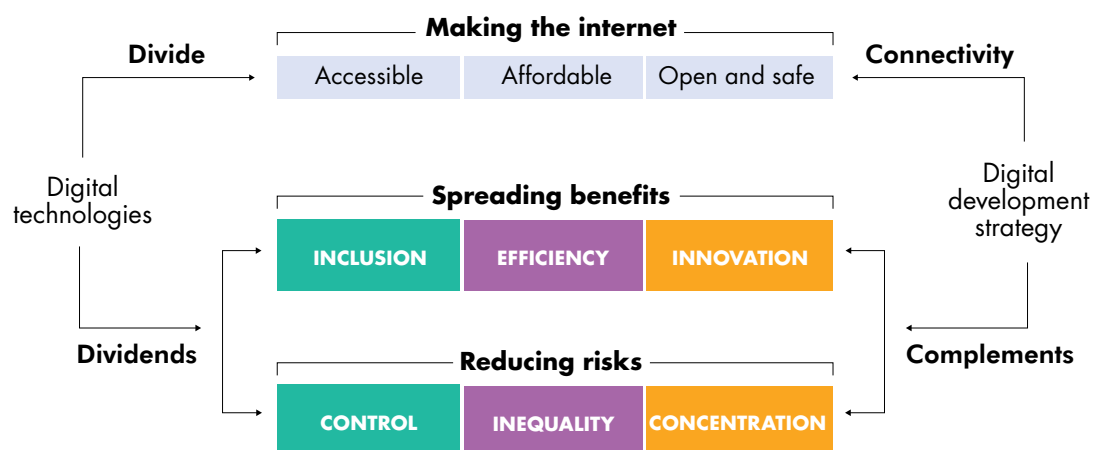 Making the internet
Divide
Connectivity
Accessible
Affordable
Open and safe
Digital
technologies
Digital
development
strategy
Spreading benefits
INCLUSION
EFFICIENCY
INNOVATION
Dividends
Complements
Reducing risks
CONTROL
INEQUALITY
CONCENTRATION